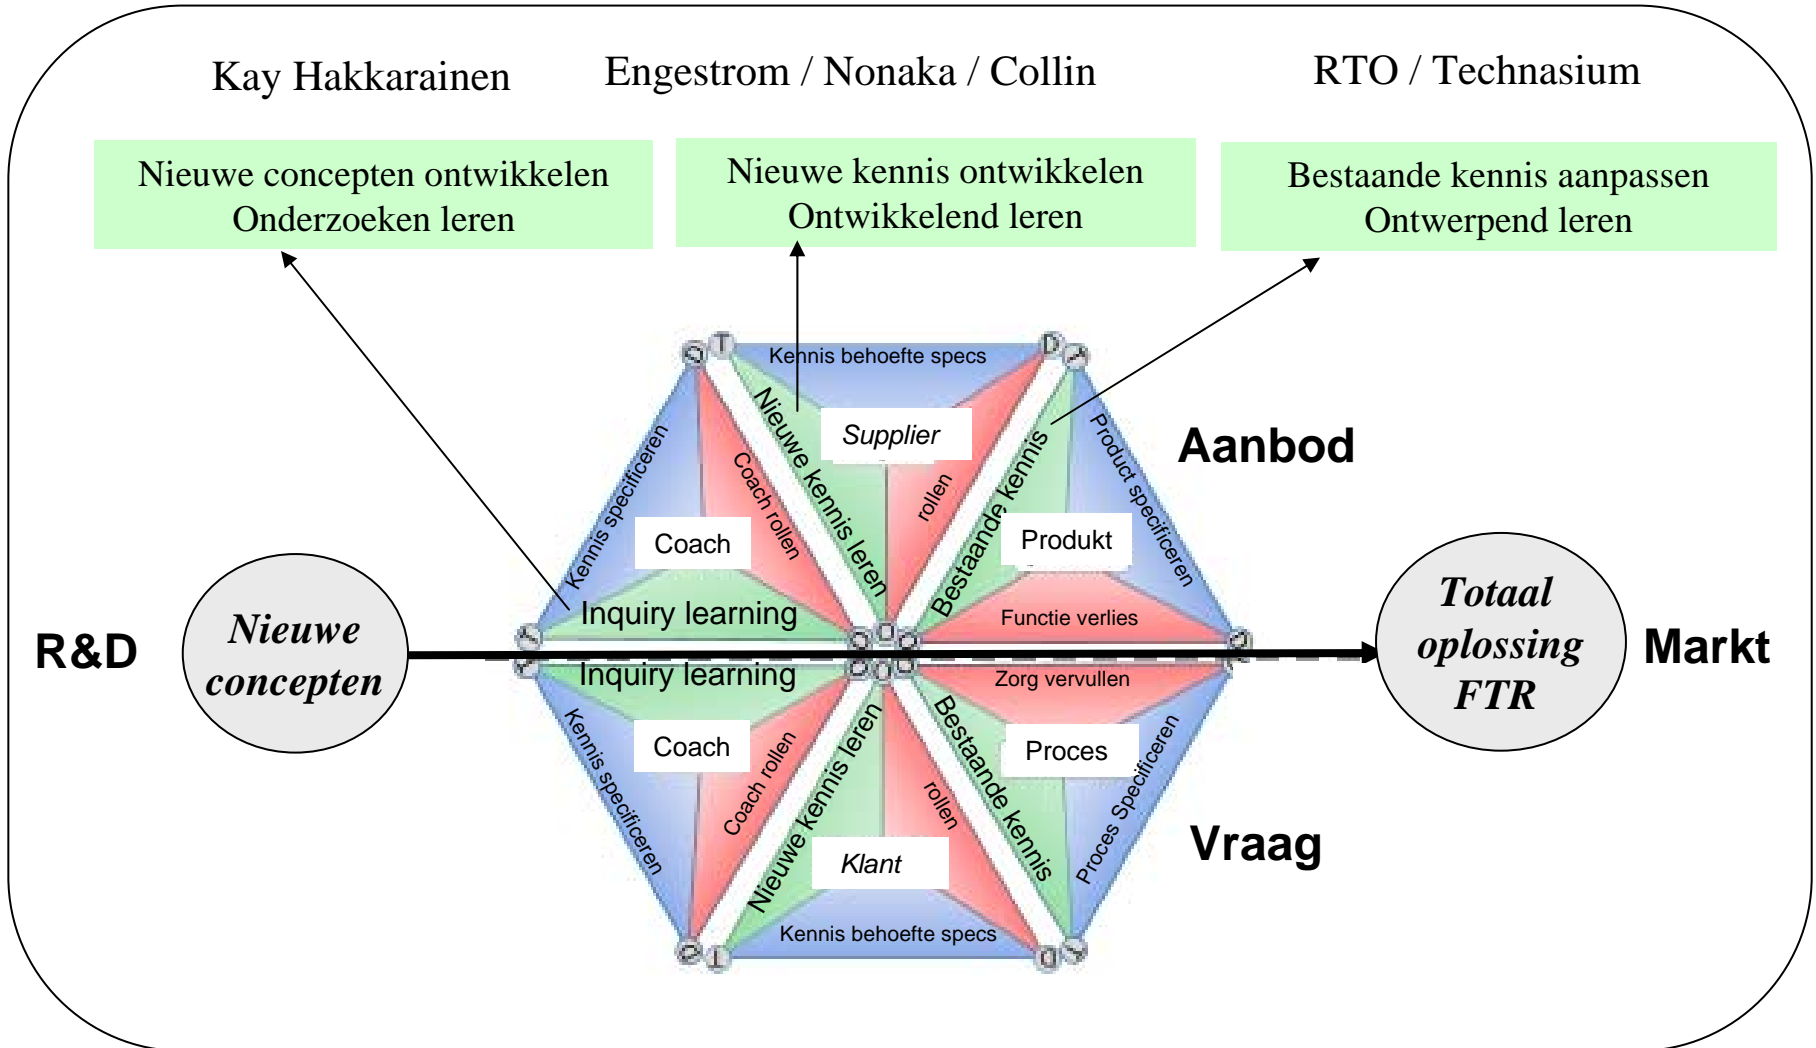 Kay Hakkarainen
Engestrom / Nonaka / Collin
RTO / Technasium
Nieuwe concepten ontwikkelen
Onderzoeken leren
Nieuwe kennis ontwikkelen
Ontwikkelend leren
Bestaande kennis aanpassen
Ontwerpend leren
T
D
Kennis behoefte specs
Supplier
Nieuwe kennis leren
rollen
Kennis specificeren
Coach rollen
Coach
Inquiry learning
Bestaande kennis
Product specificeren
Produkt
Functie verlies
Aanbod
R&D
Nieuwe
concepten
Totaal
oplossing
FTR
Markt
Inquiry learning
Coach
Kennis specificeren
Coach rollen
Zorg vervullen
Proces
Bestaande kennis
Proces Specificeren
Nieuwe kennis leren
rollen
Klant
Kennis behoefte specs
Vraag